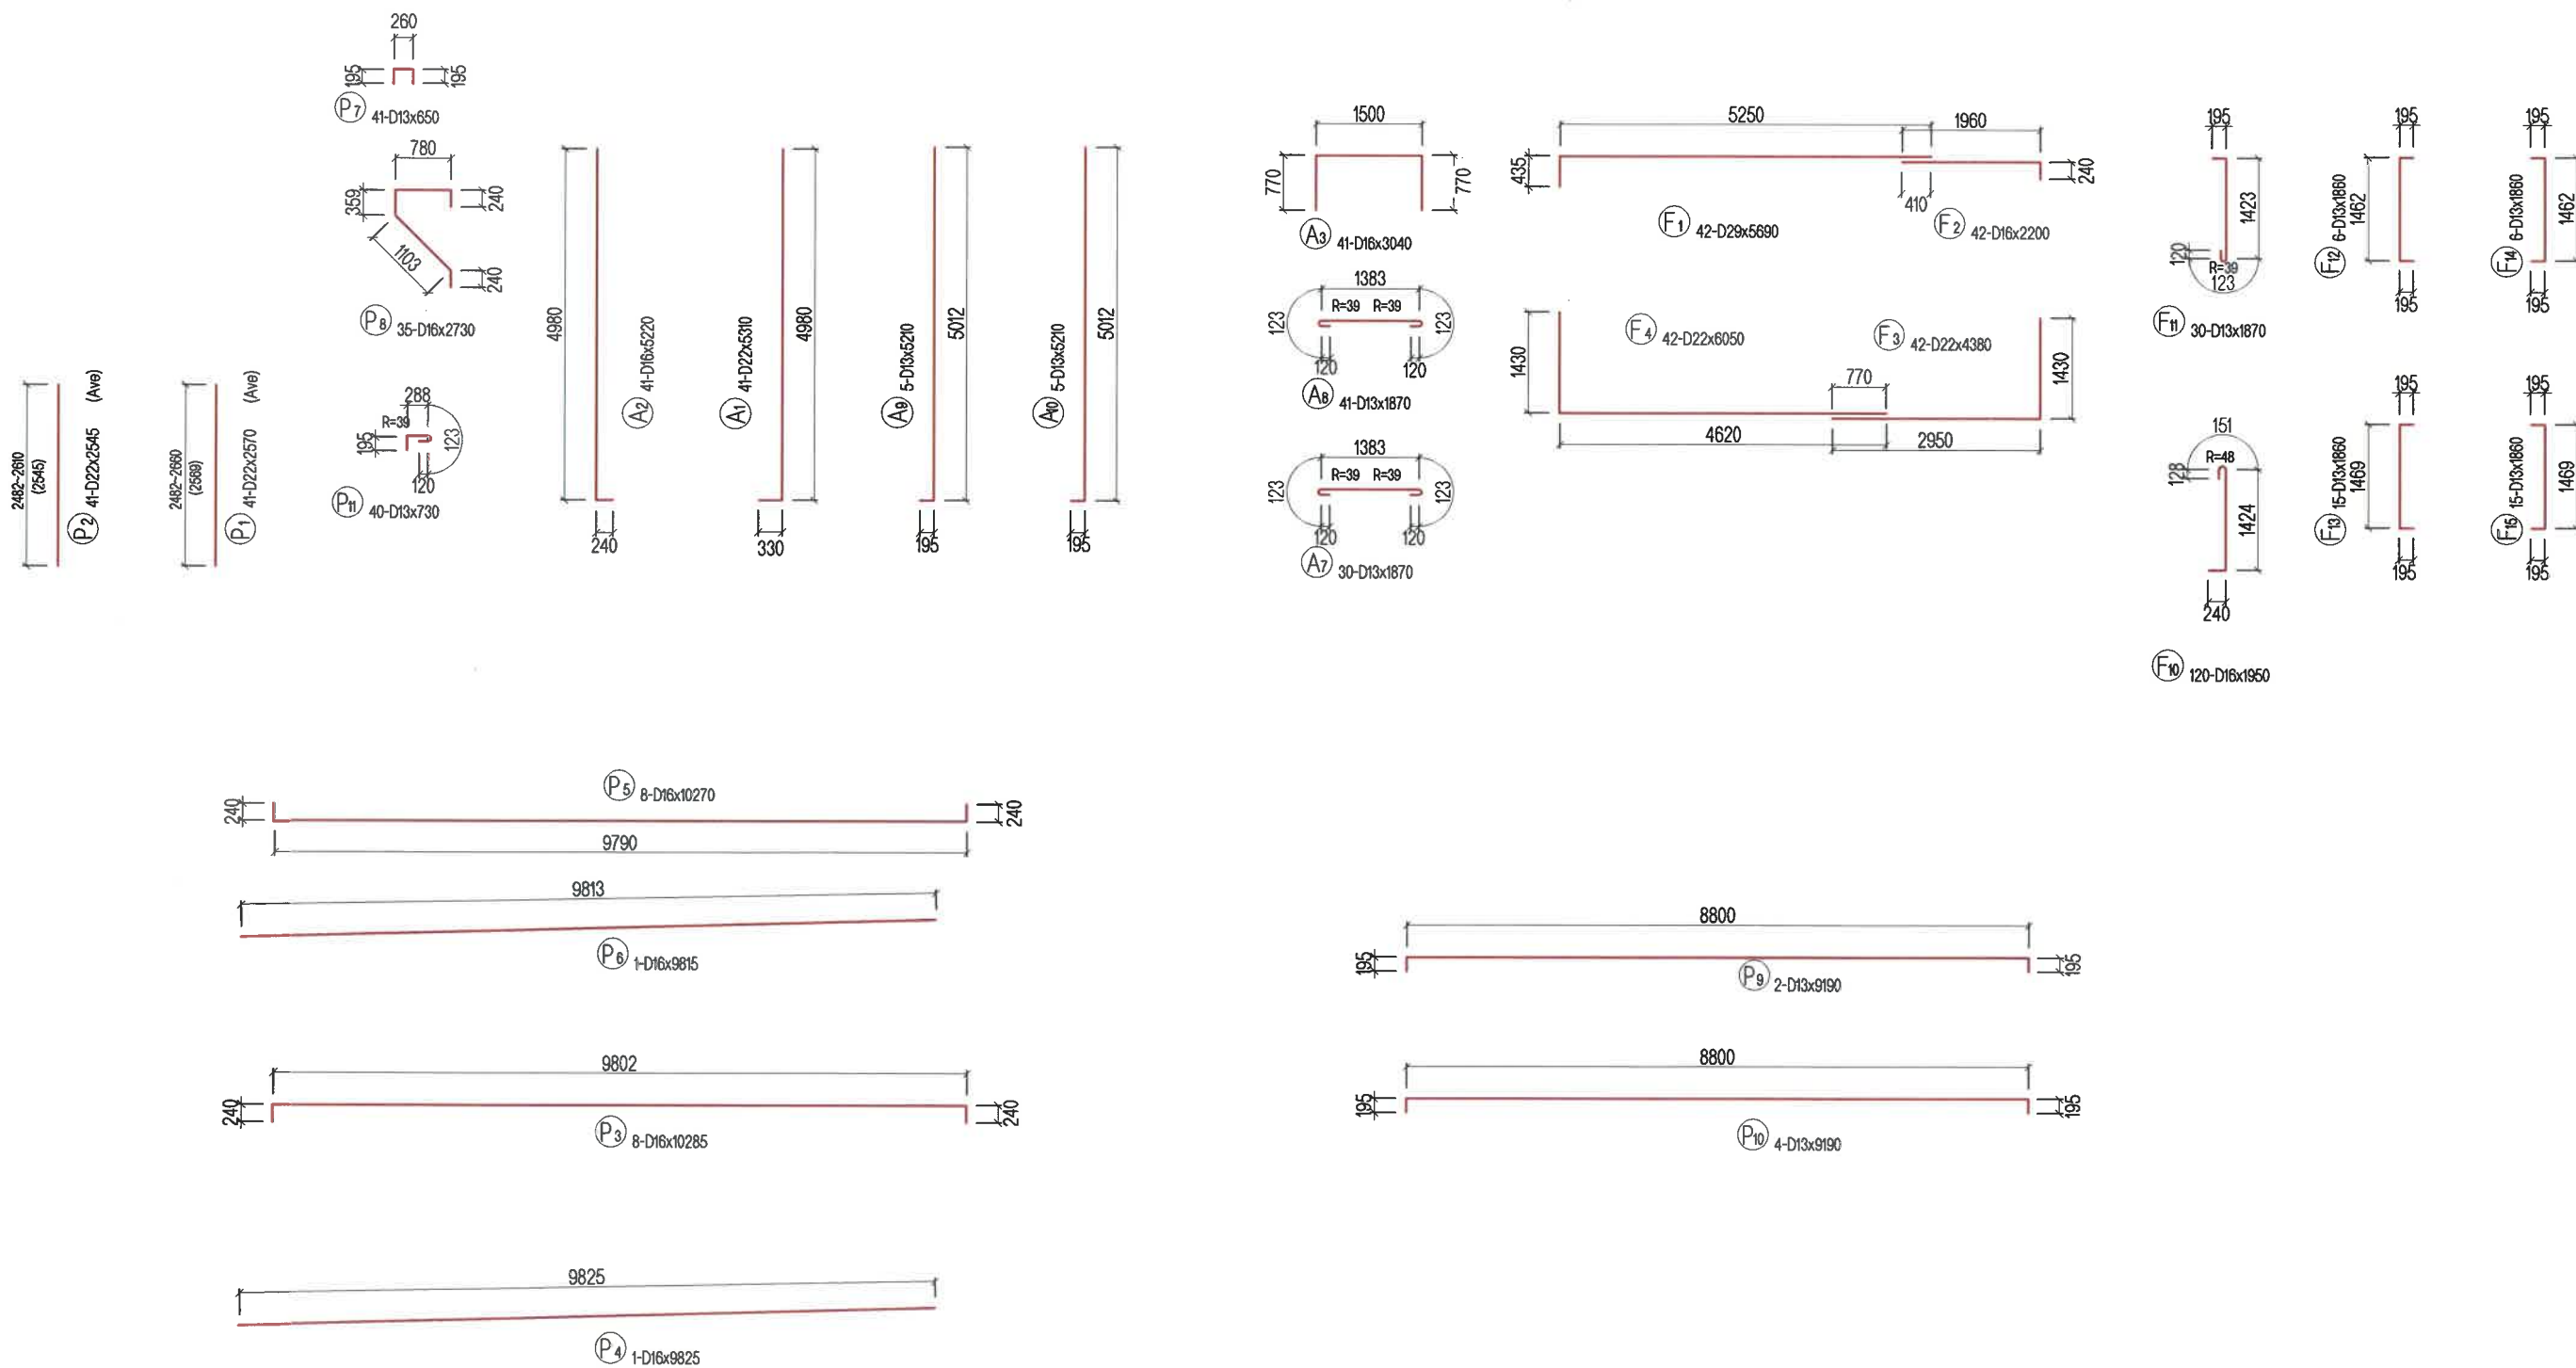 260
195
195
P7 41-D13x650
780
359
240
1103
240
P8 35-D16x2730
288
R=39
195
123
120
P11 40-D13x730
2482~2610
(2545)
P2 41-D22x2545 (Ave)
2482~2660
(2569)
P1 41-D22x2570 (Ave)
4980
A2 41-D16x5220
240
A1 41-D22x5310
4980
330
A9 5-D13x5210
5012
195
A10 5-D13x5210
5012
195
1500
770
770
A3 41-D16x3040
1383
123
R=39 R=39
123
120
120
A8 41-D13x1870
1383
123
R=39 R=39
123
120
120
A7 30-D13x1870
5250
1960
435
240
410
F1 42-D29x5690
F2 42-D16x2200
1430
F4 42-D22x6050
F3 42-D22x4380
1430
770
4620
2950
195
1423
120
R=39
123
F11 30-D13x1870
195
F12 6-D13x1860
1462
195
195
F14 6-D13x1860
1462
195
151
R=48
128
1424
240
F10 120-D16x1950
195
F13 15-D13x1860
1469
195
195
F15 15-D13x1860
1469
195
P5 8-D16x10270
240
240
9790
9813
P6 1-D16x9815
9802
240
240
P3 8-D16x10285
9825
P4 1-D16x9825
8800
195
195
P9 2-D13x9190
8800
195
195
P10 4-D13x9190